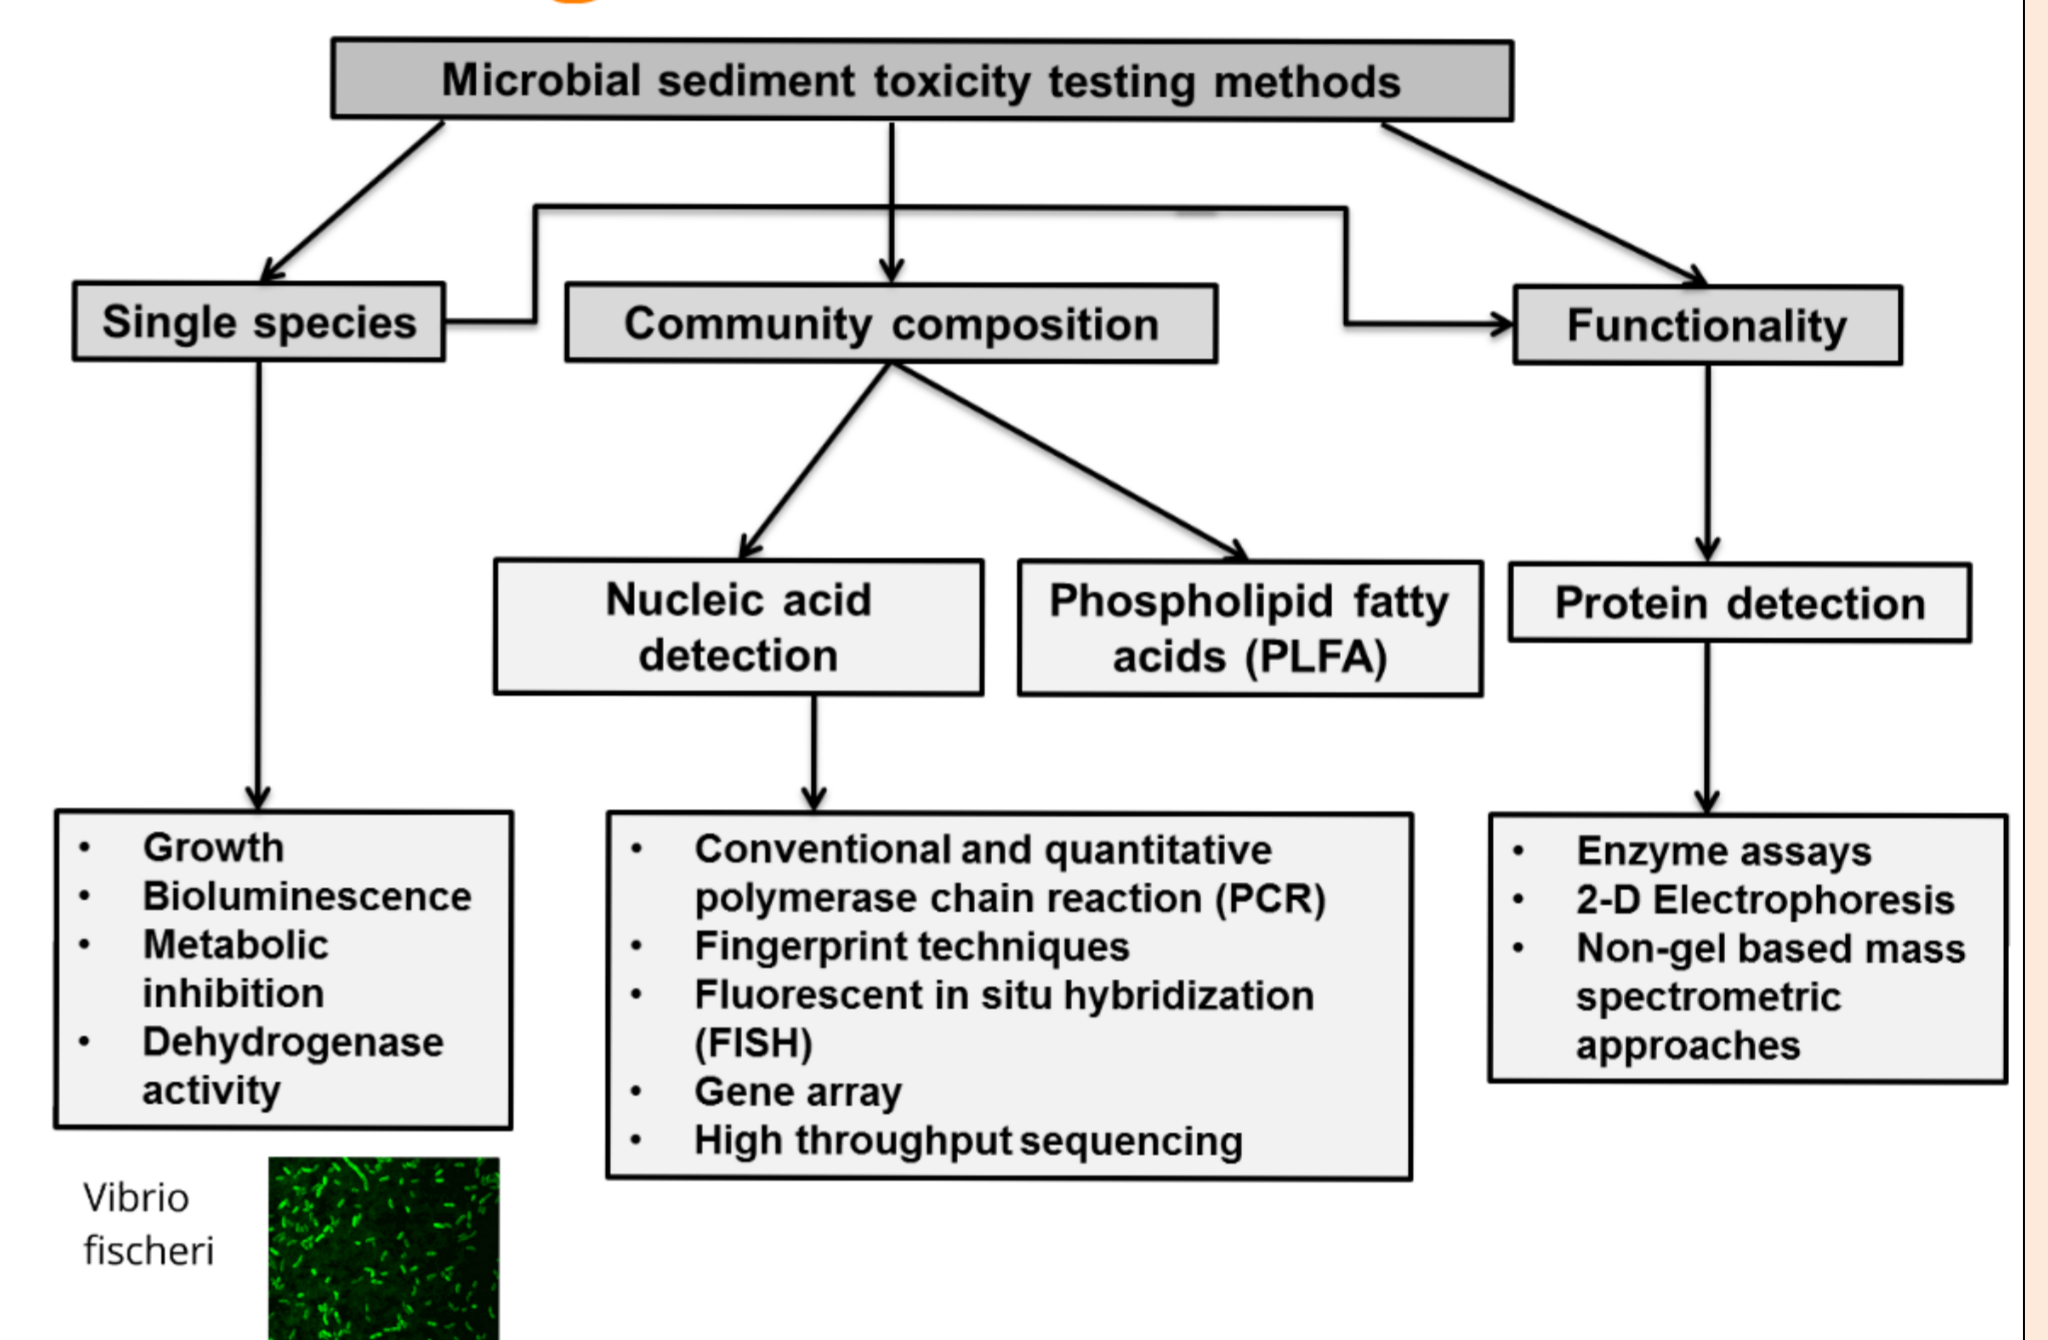 Microbial sediment toxicity testing methods
Single species
Community composition
Functionality
Nucleic acid
detection
Phospholipid fatty
acids (PLFA)
Protein detection
• Growth
• Bioluminescence
• Metabolic
inhibition
• Dehydrogenase
activity
• Conventional and quantitative
polymerase chain reaction (PCR)
• Fingerprint techniques
• Fluorescent in situ hybridization
(FISH)
• Gene array
• High throughput sequencing
• Enzyme assays
• 2-D Electrophoresis
• Non-gel based mass
spectrometric
approaches
Vibrio
fischeri